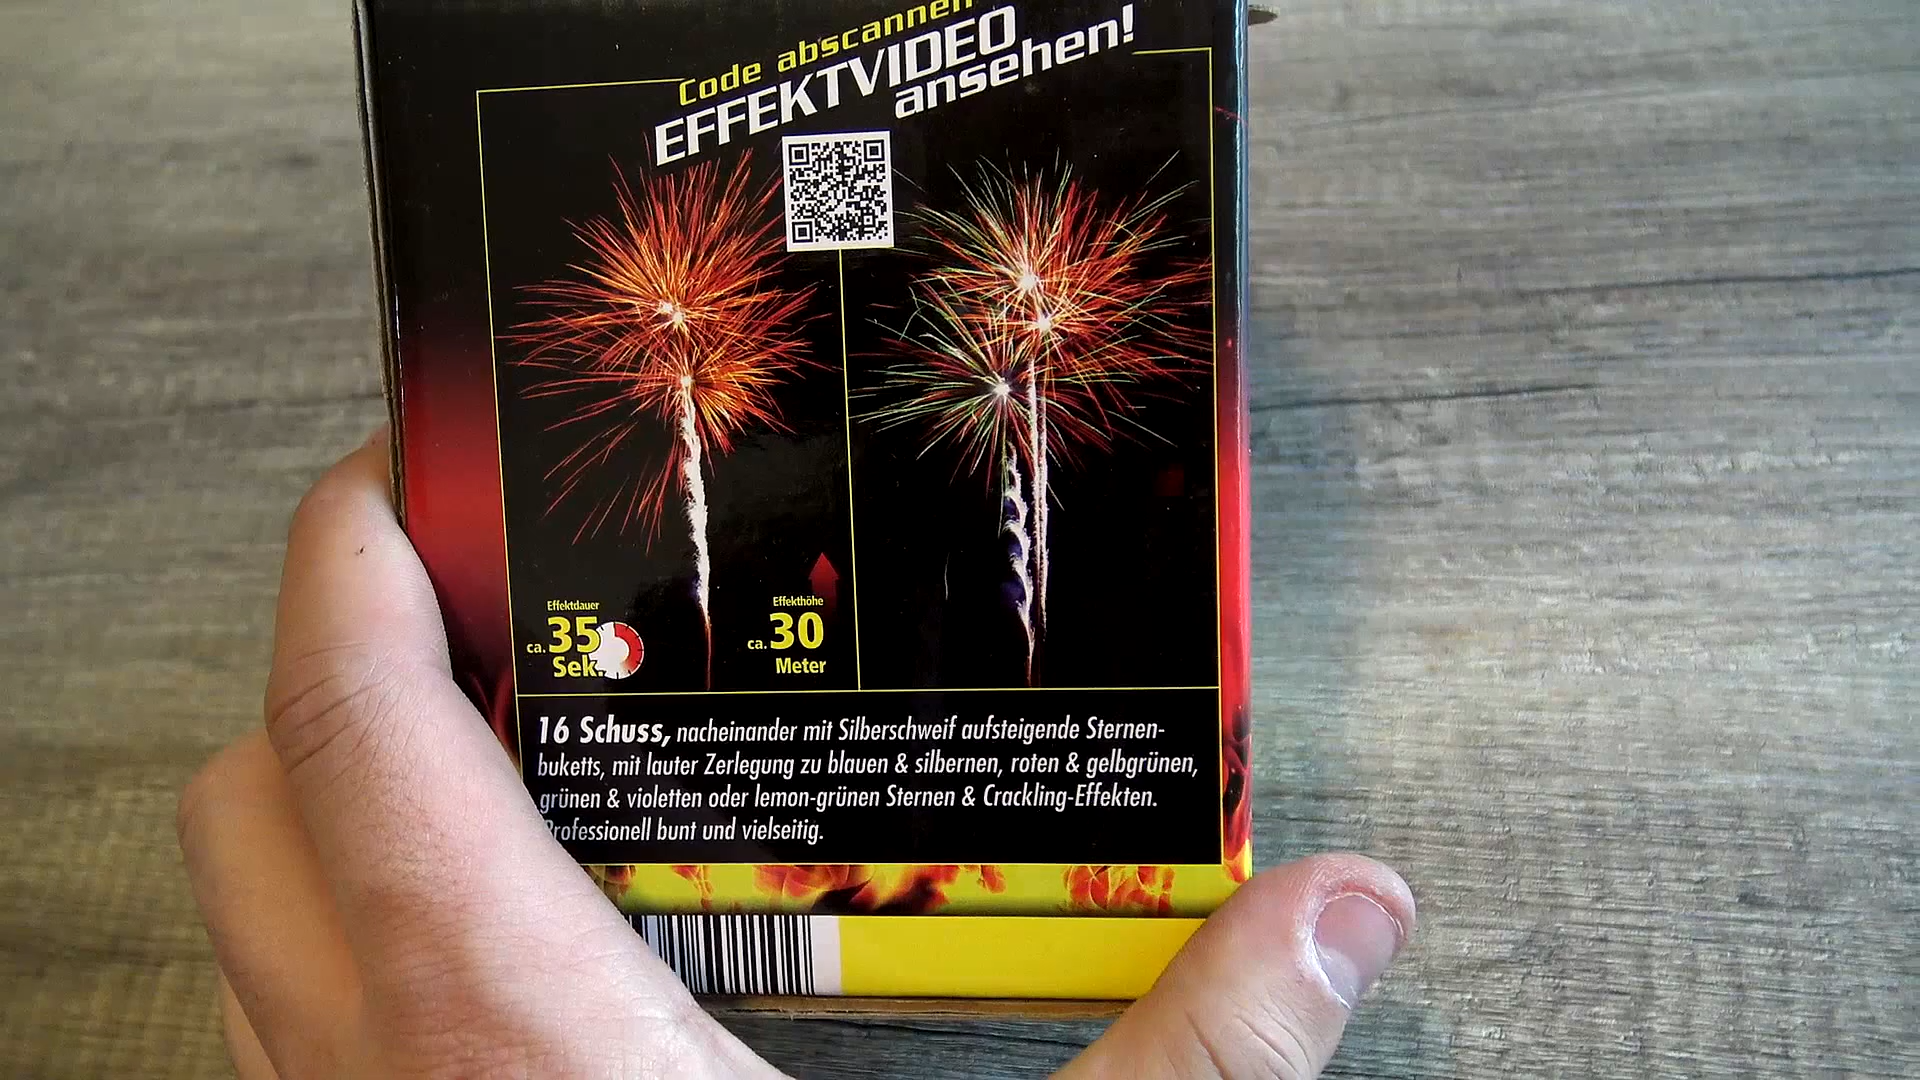 Code abscannen
EFFEKTVIDEO
ansehen!
Effektdauer
ca. 35
Sek.
Effekthöhe
ca. 30
Meter
16 Schuss, nacheinander mit Silberschweif aufsteigende Sternen-
buketts, mit lauter Zerlegung zu blauen & silbernen, roten & gelbgrünen,
grünen & violetten oder lemon-grünen Sternen & Crackling-Effekten.
Professionell bunt und vielseitig.